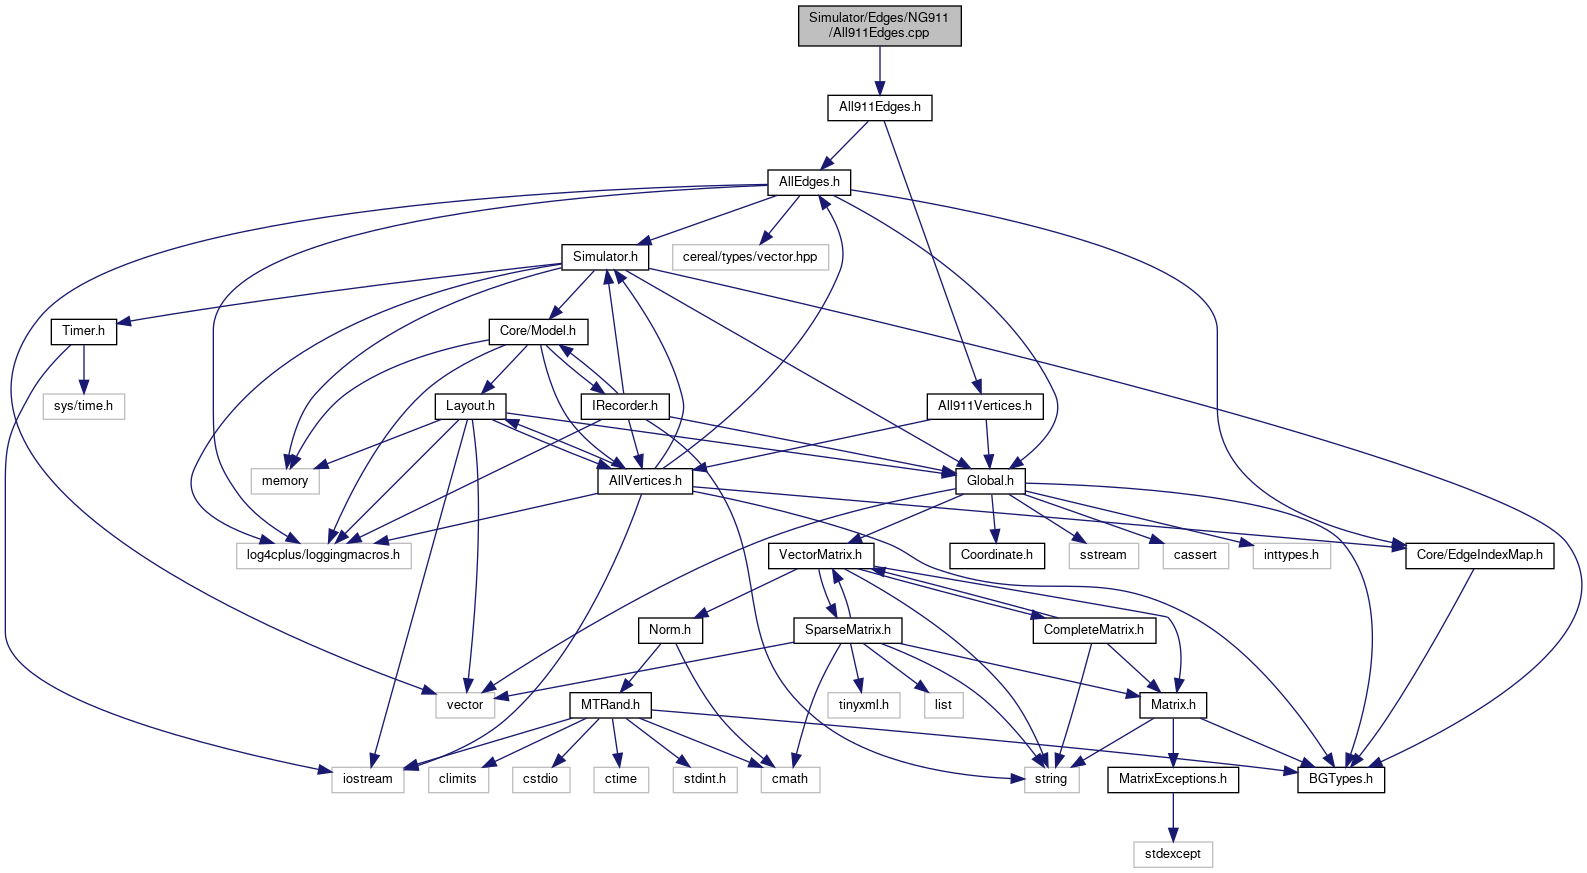 Simulator/Edges/NG911
/All911Edges.cpp
All911Edges.h
AllEdges.h
Simulator.h
cereal/types/vector.hpp
Timer.h
Core/Model.h
sys/time.h
Layout.h
IRecorder.h
All911Vertices.h
memory
AllVertices.h
Global.h
log4cplus/loggingmacros.h
VectorMatrix.h
Coordinate.h
sstream
cassert
inttypes.h
Core/EdgeIndexMap.h
Norm.h
SparseMatrix.h
CompleteMatrix.h
vector
MTRand.h
tinyxml.h
list
Matrix.h
iostream
climits
cstdio
ctime
stdint.h
cmath
string
MatrixExceptions.h
BGTypes.h
stdexcept